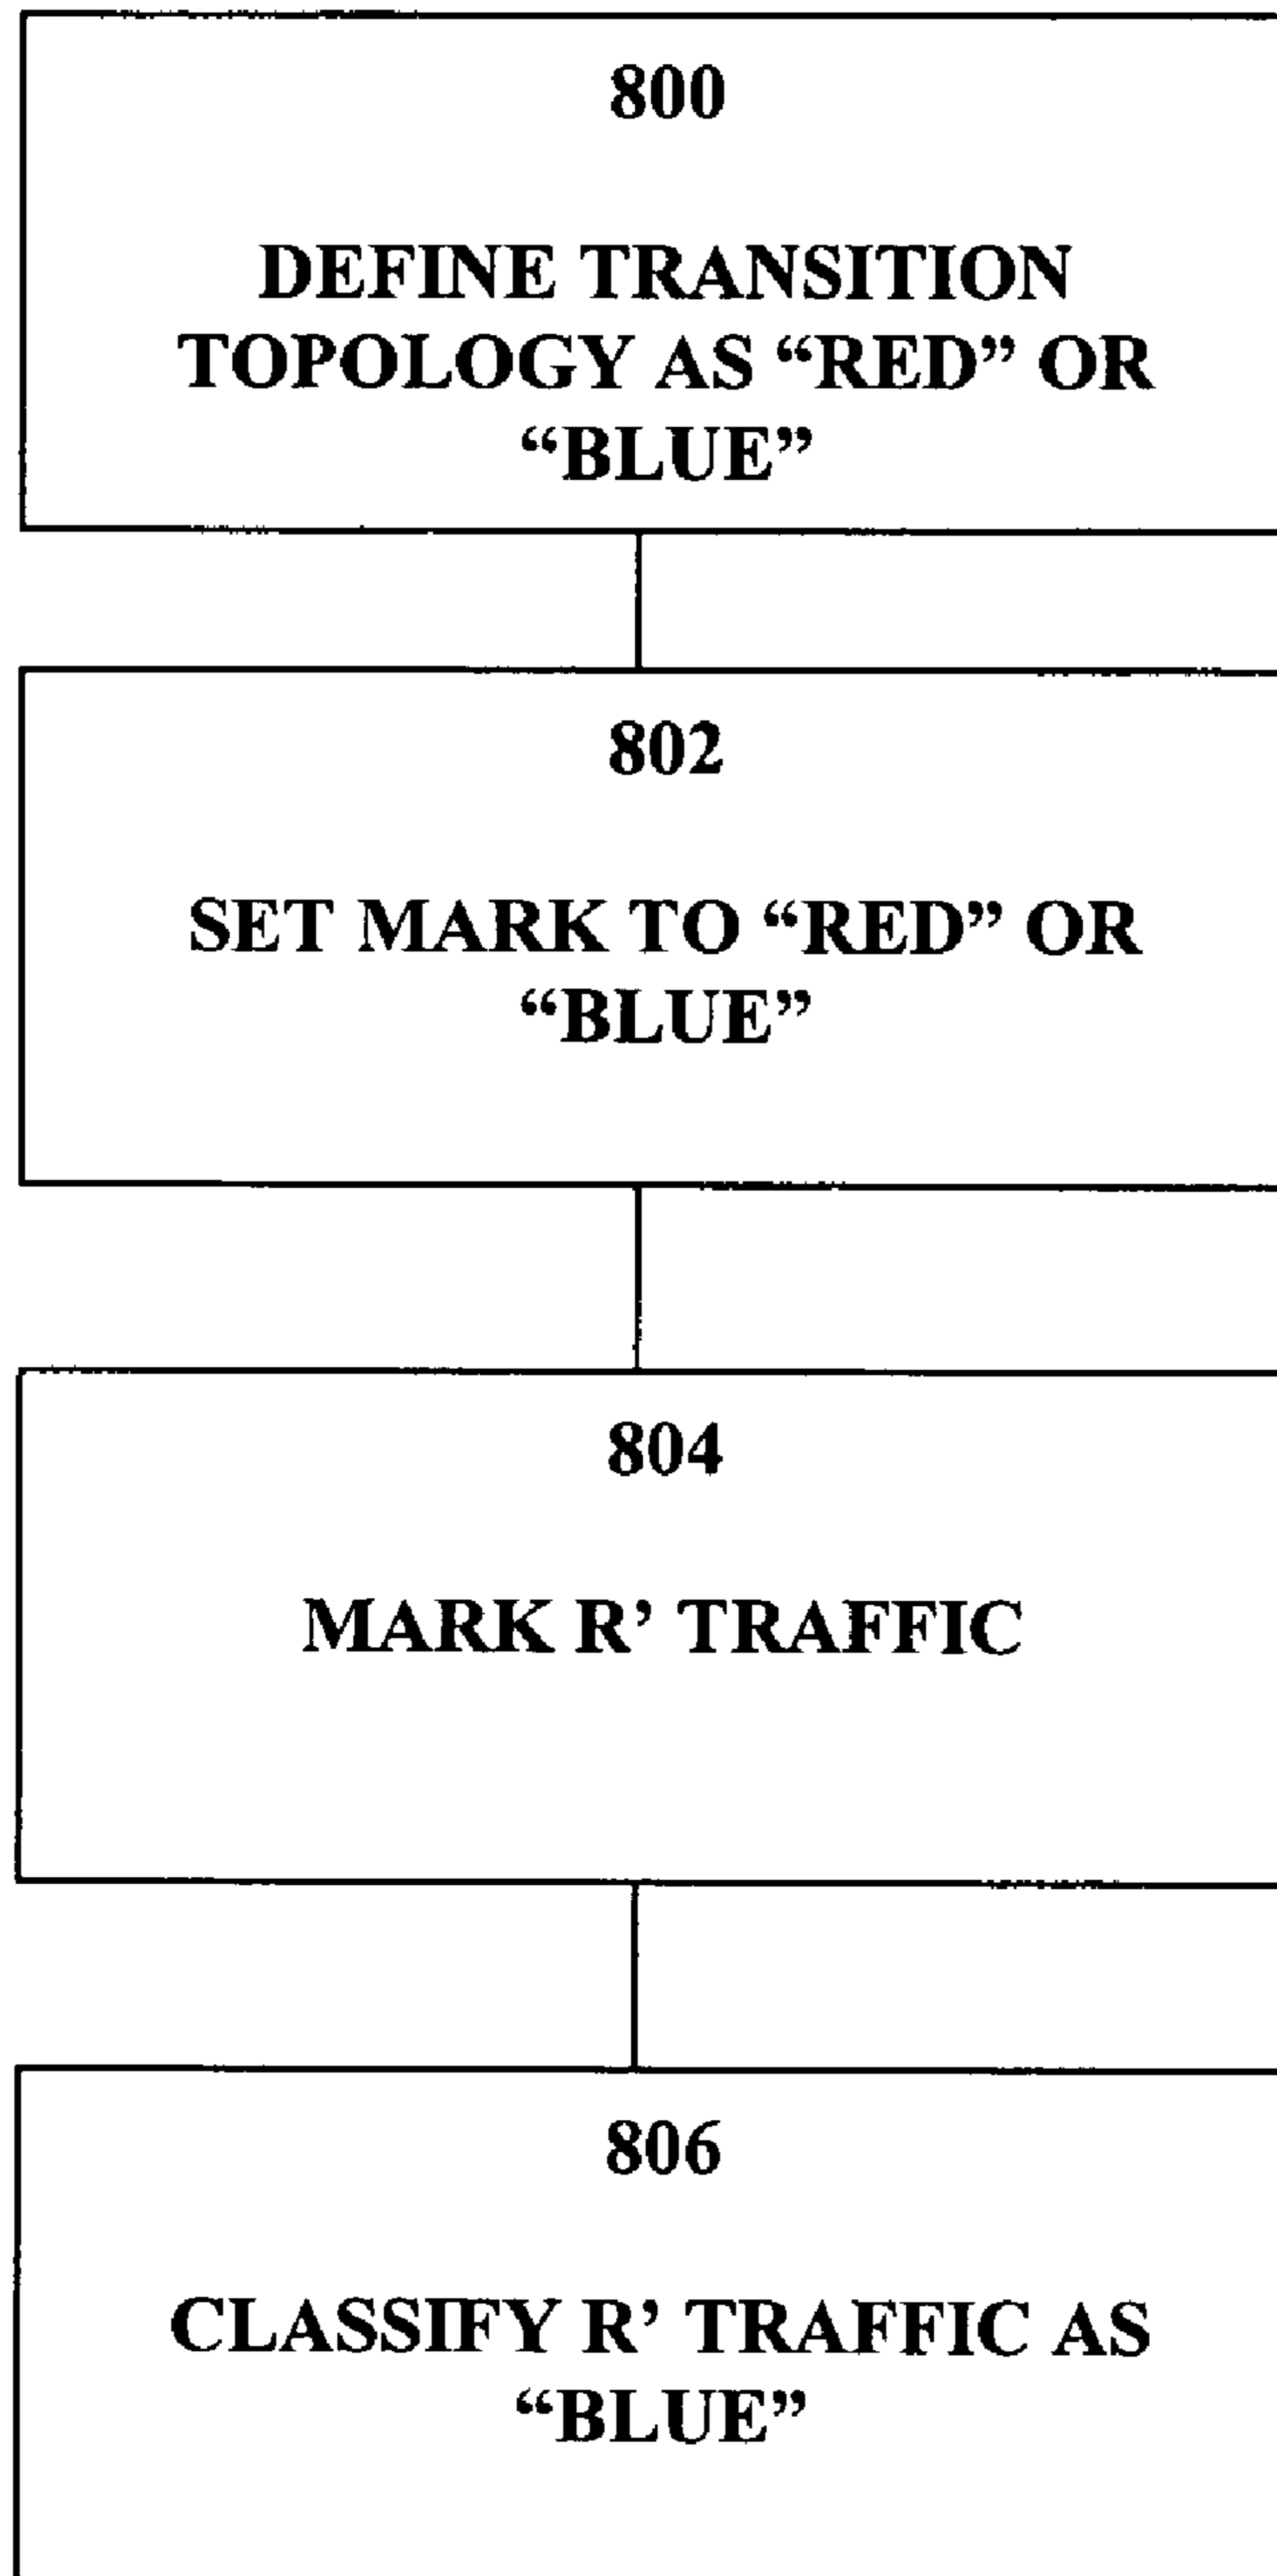 800
DEFINE TRANSITION
TOPOLOGY AS “RED” OR
“BLUE”
802
SET MARK TO “RED” OR
“BLUE”
804
MARK R’ TRAFFIC
806
CLASSIFY R’ TRAFFIC AS
“BLUE”